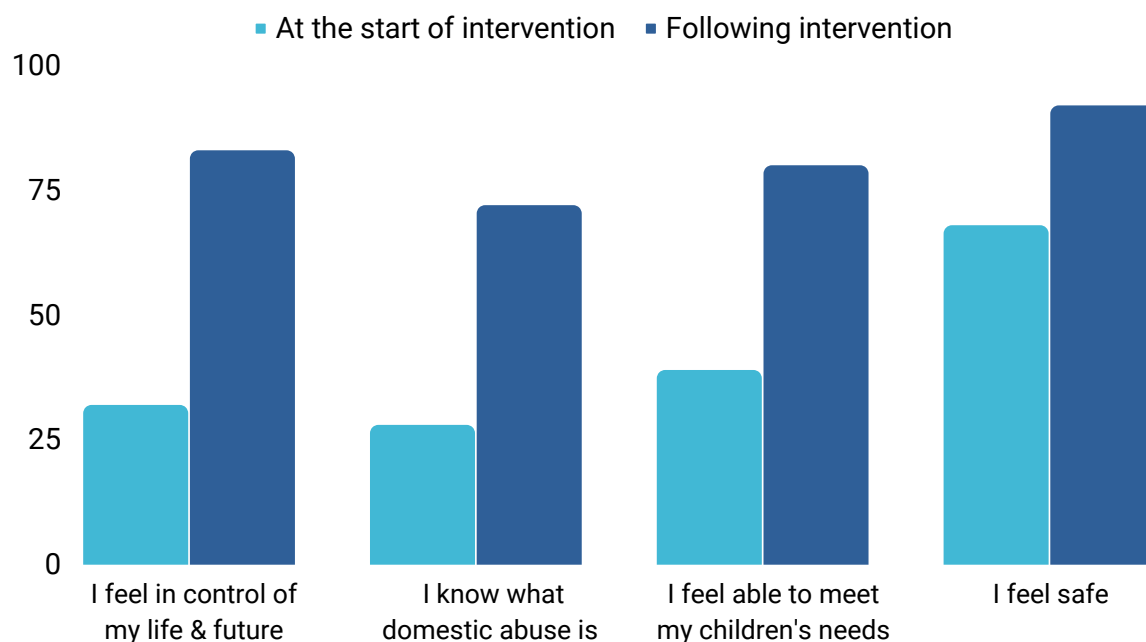 At the start of intervention
Following intervention
100
75
50
25
0
I feel in control of
my life & future
I know what
domestic abuse is
I feel able to meet
my children's needs
I feel safe